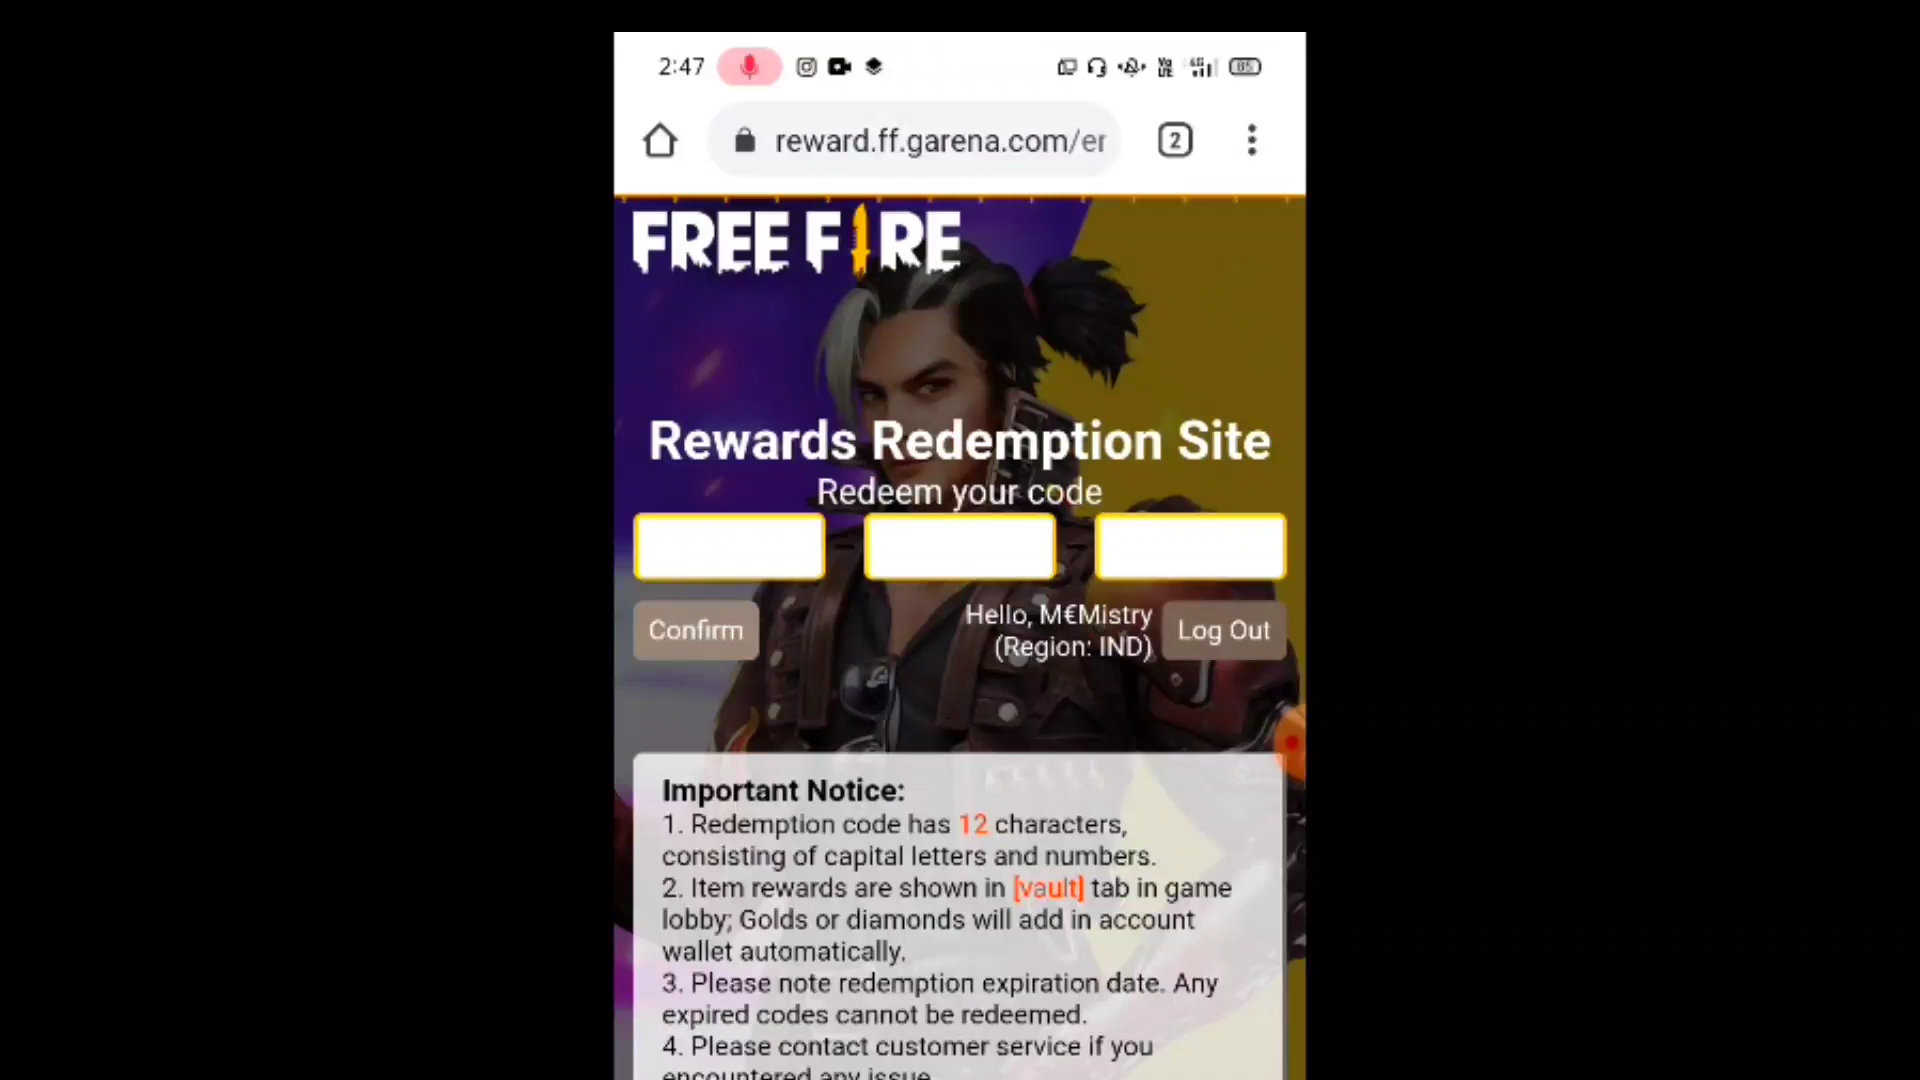 2:47
reward.ff.garena.com/er
2
85
FREE FIRE
Rewards Redemption Site
Redeem your code
Confirm
Hello, M€Mistry
(Region: IND)
Log Out
Important Notice:
1. Redemption code has 12 characters,
consisting of capital letters and numbers.
2. Item rewards are shown in [vault] tab in game
lobby; Golds or diamonds will add in account
wallet automatically.
3. Please note redemption expiration date. Any
expired codes cannot be redeemed.
4. Please contact customer service if you
encountered any issue.